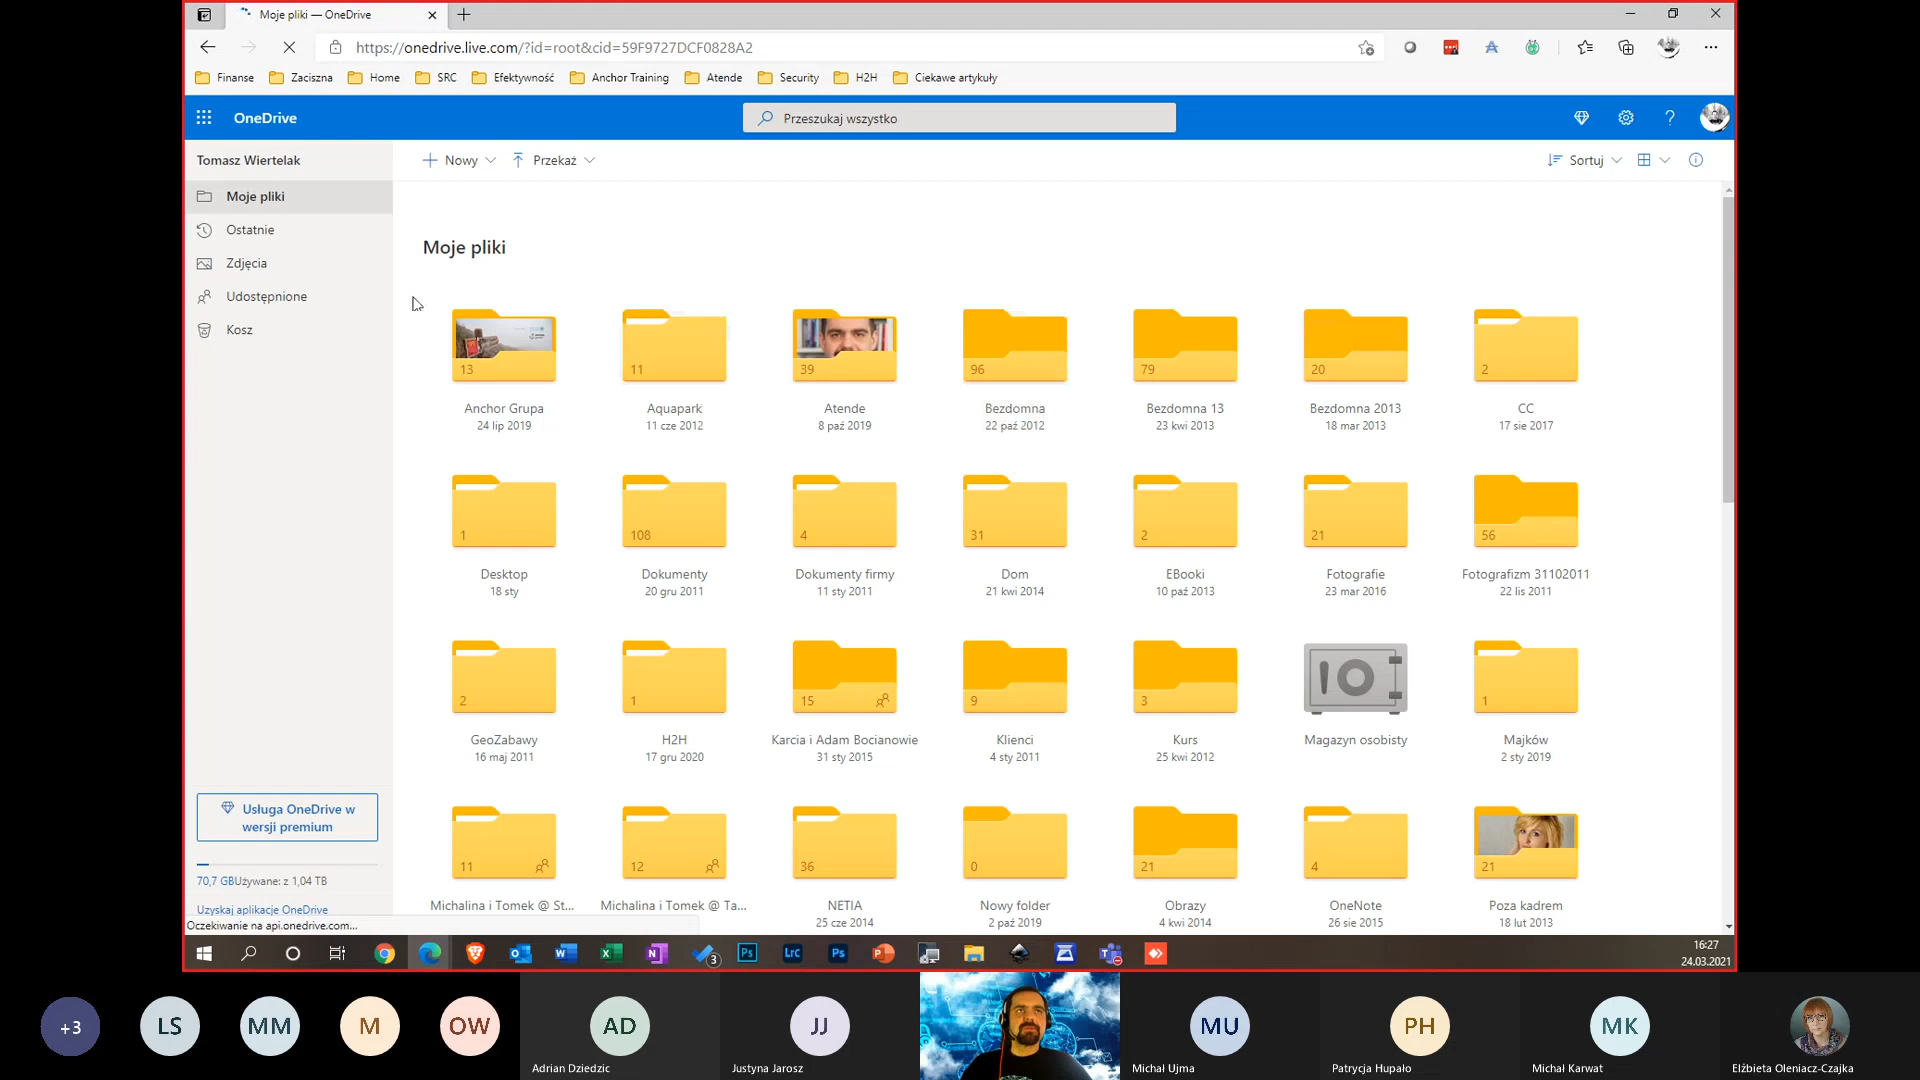 Moje pliki — OneDrive
https://onedrive.live.com/?id=root&cid=59F9727DCF0828A2
Finanse Zaciszna Home SRC Efektywność Anchor Training Atende Security H2H Ciekawe artykuły
OneDrive
Przeszukaj wszystko
?
Tomasz Wiertelak
Nowy Przekaż Sortuj
Moje pliki
Ostatnie
Zdjęcia
Udostępnione
Kosz
Moje pliki
13 11 39 96 79 20 2
Anchor Grupa Aquapark Atende Bezdomna Bezdomna 13 Bezdomna 2013 CC
24 lip 2019 11 cze 2012 8 paź 2019 22 paź 2012 23 kwi 2013 18 mar 2013 17 sie 2017
1 108 4 31 2 21 56
Desktop Dokumenty Dokumenty firmy Dom EBooki Fotografie Fotografizm 31102011
18 sty 20 gru 2011 11 sty 2011 21 kwi 2014 10 paź 2013 23 mar 2016 22 lis 2011
2 1 15 9 3 1
GeoZabawy H2H Karcia i Adam Bocianowie Klienci Kurs Magazyn osobisty Majków
16 maj 2011 17 gru 2020 31 sty 2015 4 sty 2011 25 kwi 2012 2 sty 2019
11 12 36 0 21 4 21
Michalina i Tomek @ St... Michalina i Tomek @ Ta... NETIA Nowy folder Obrazy OneNote Poza kadrem
25 cze 2014 2 paź 2019 4 kwi 2014 26 sie 2015 18 lut 2013
Usługa OneDrive w
wersji premium
70,7 GBUżywane: z 1,04 TB
Uzyskaj aplikacje OneDrive
Oczekiwanie na api.onedrive.com...
3
Ps
LrC
Ps
16:27
24.03.2021
+3 LS MM M OW AD JJ MU PH MK
Adrian Dziedzic Justyna Jarosz Michał Ujma Patrycja Hupało Michał Karwat Elżbieta Oleniacz-Czajka